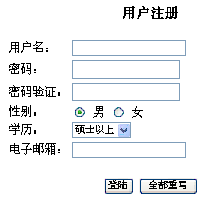 用户注册
用户名：
密码：
密码验证：
性别： 男 女
学历： 硕士以上
电子邮箱：
登陆 全部重写